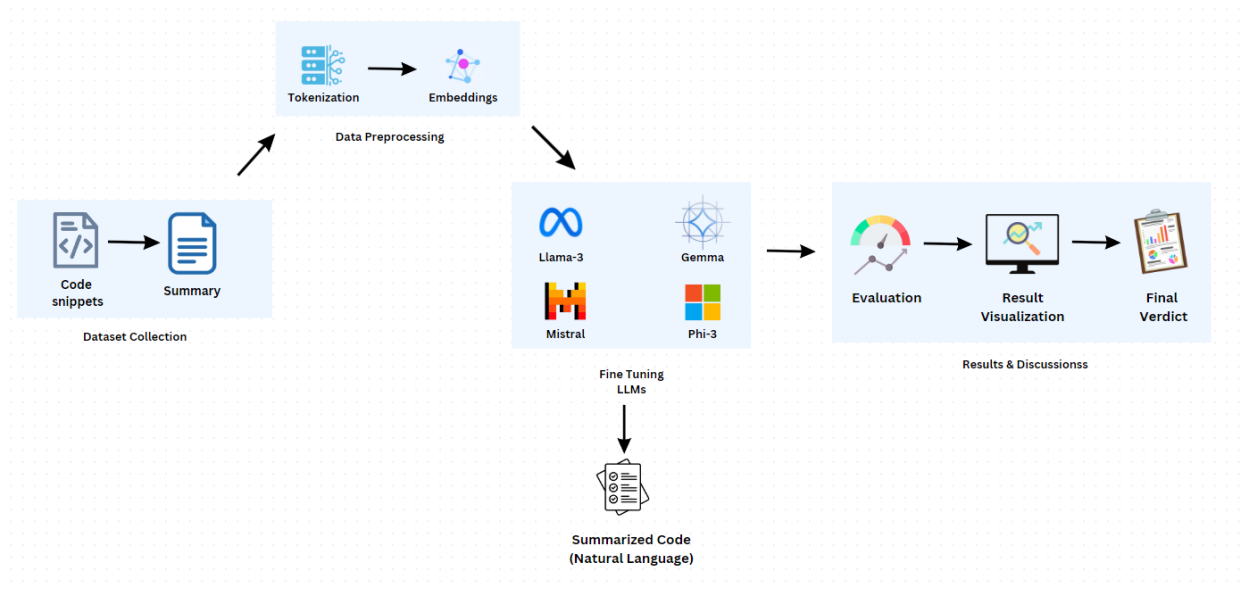 Tokenization
Embeddings
Data Preprocessing
Code
snippets
Summary
Dataset Collection
Llama-3
Gemma
Mistral
Phi-3
Fine Tuning
LLMs
Summarized Code
(Natural Language)
Evaluation
Result
Visualization
Final
Verdict
Results & Discussionss